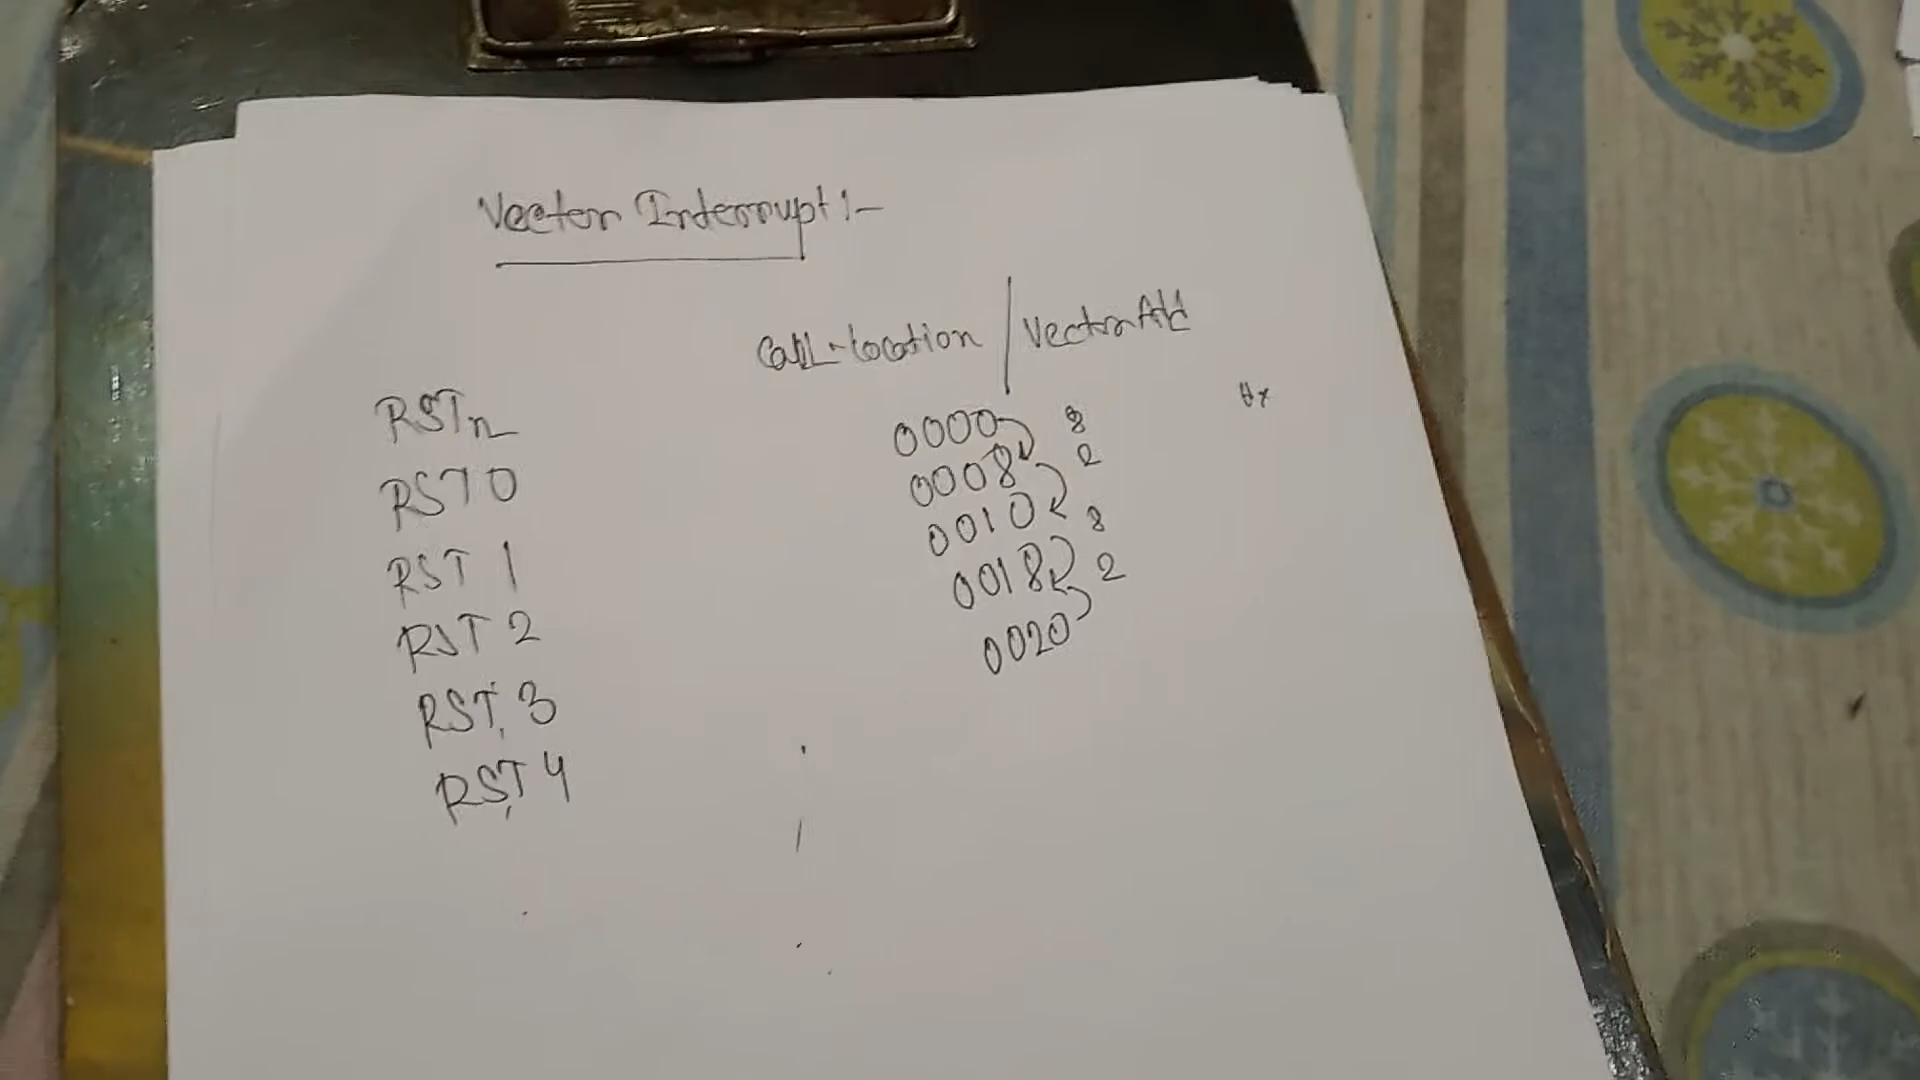 Vector Interrupt :-
Call-location / Vector Add
RSTn
0000 8
RST 0
0008 2
RST 1
0010 8
RST 2
0018 2
RST 3
0020
RST 4